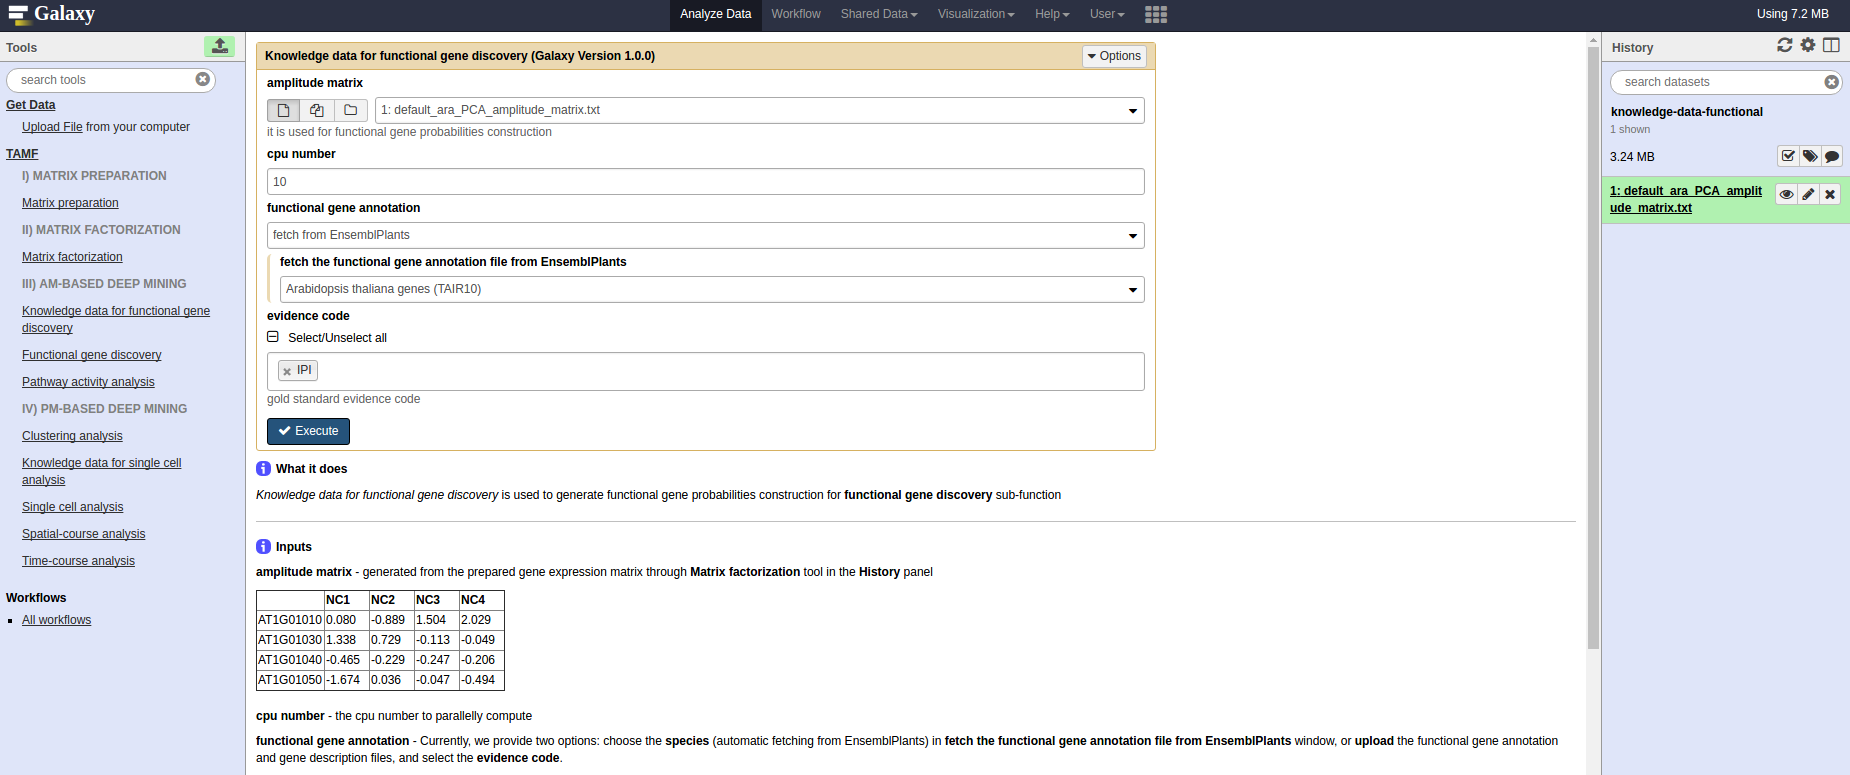 Galaxy
Analyze Data
Workflow
Shared Data
Visualization
Help
User
Using 7.2 MB
Tools
search tools
Get Data
Upload File from your computer
TAMF
I) MATRIX PREPARATION
Matrix preparation
II) MATRIX FACTORIZATION
Matrix factorization
III) AM-BASED DEEP MINING
Knowledge data for functional gene
discovery
Functional gene discovery
Pathway activity analysis
IV) PM-BASED DEEP MINING
Clustering analysis
Knowledge data for single cell
analysis
Single cell analysis
Spatial-course analysis
Time-course analysis
Workflows
All workflows
Knowledge data for functional gene discovery (Galaxy Version 1.0.0)
Options
amplitude matrix
1: default_ara_PCA_amplitude_matrix.txt
it is used for functional gene probabilities construction
cpu number
10
functional gene annotation
fetch from EnsemblPlants
fetch the functional gene annotation file from EnsemblPlants
Arabidopsis thaliana genes (TAIR10)
evidence code
Select/Unselect all
IPI
gold standard evidence code
Execute
What it does
Knowledge data for functional gene discovery is used to generate functional gene probabilities construction for functional gene discovery sub-function
Inputs
amplitude matrix - generated from the prepared gene expression matrix through Matrix factorization tool in the History panel
NC1 NC2 NC3 NC4
AT1G01010 0.080 -0.889 1.504 2.029
AT1G01030 1.338 0.729 -0.113 -0.049
AT1G01040 -0.465 -0.229 -0.247 -0.206
AT1G01050 -1.674 0.036 -0.047 -0.494
cpu number - the cpu number to parallelly compute
functional gene annotation - Currently, we provide two options: choose the species (automatic fetching from EnsemblPlants) in fetch the functional gene annotation file from EnsemblPlants window, or upload the functional gene annotation
and gene description files, and select the evidence code.
History
search datasets
knowledge-data-functional
1 shown
3.24 MB
1: default_ara_PCA_amplit
ude_matrix.txt